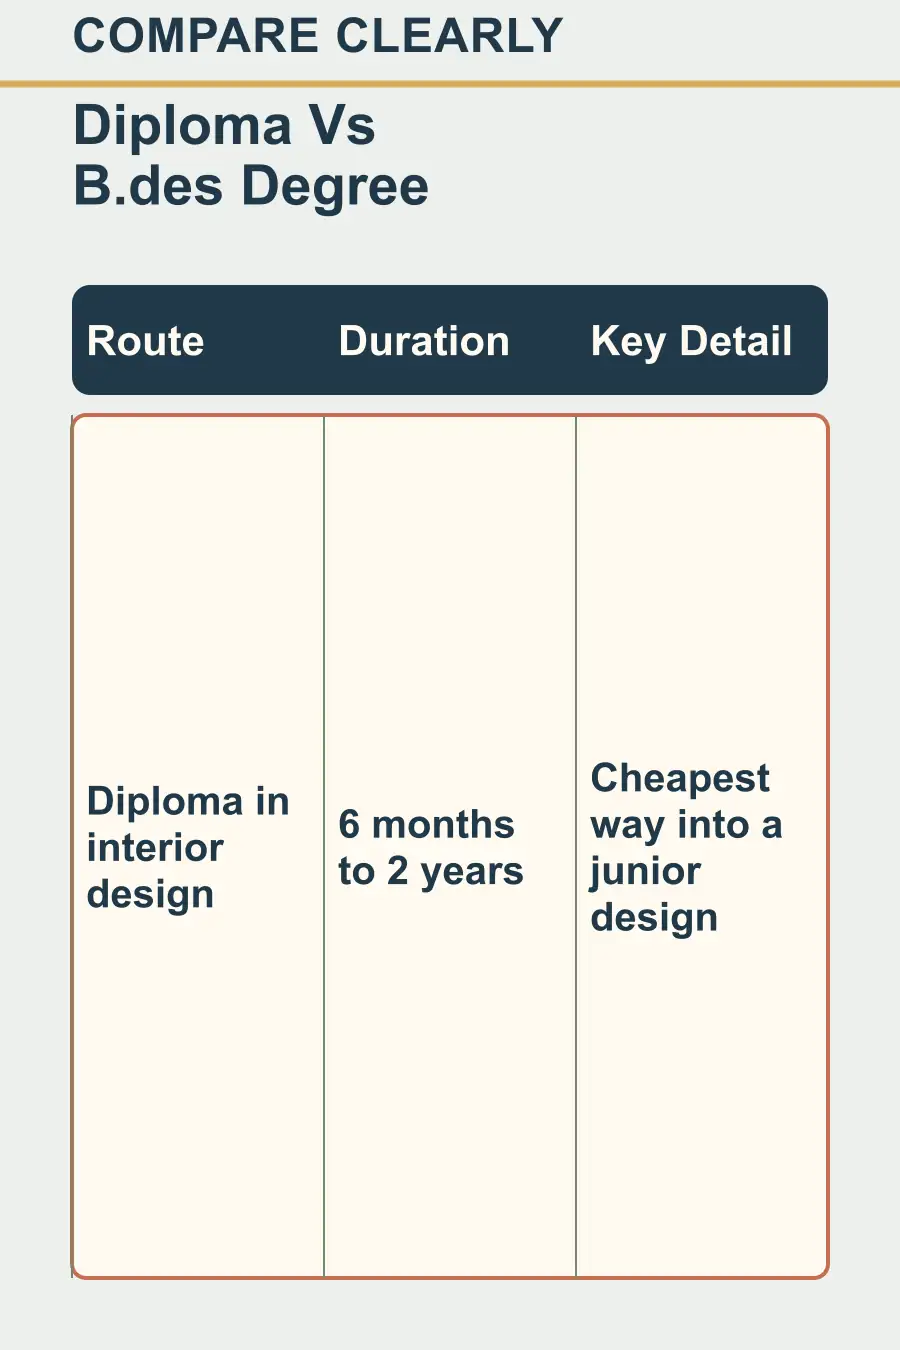 COMPARE CLEARLY
Diploma Vs
B.des Degree
Route Duration Key Detail
Diploma in
interior
design
6 months
to 2 years
Cheapest
way into a
junior
design